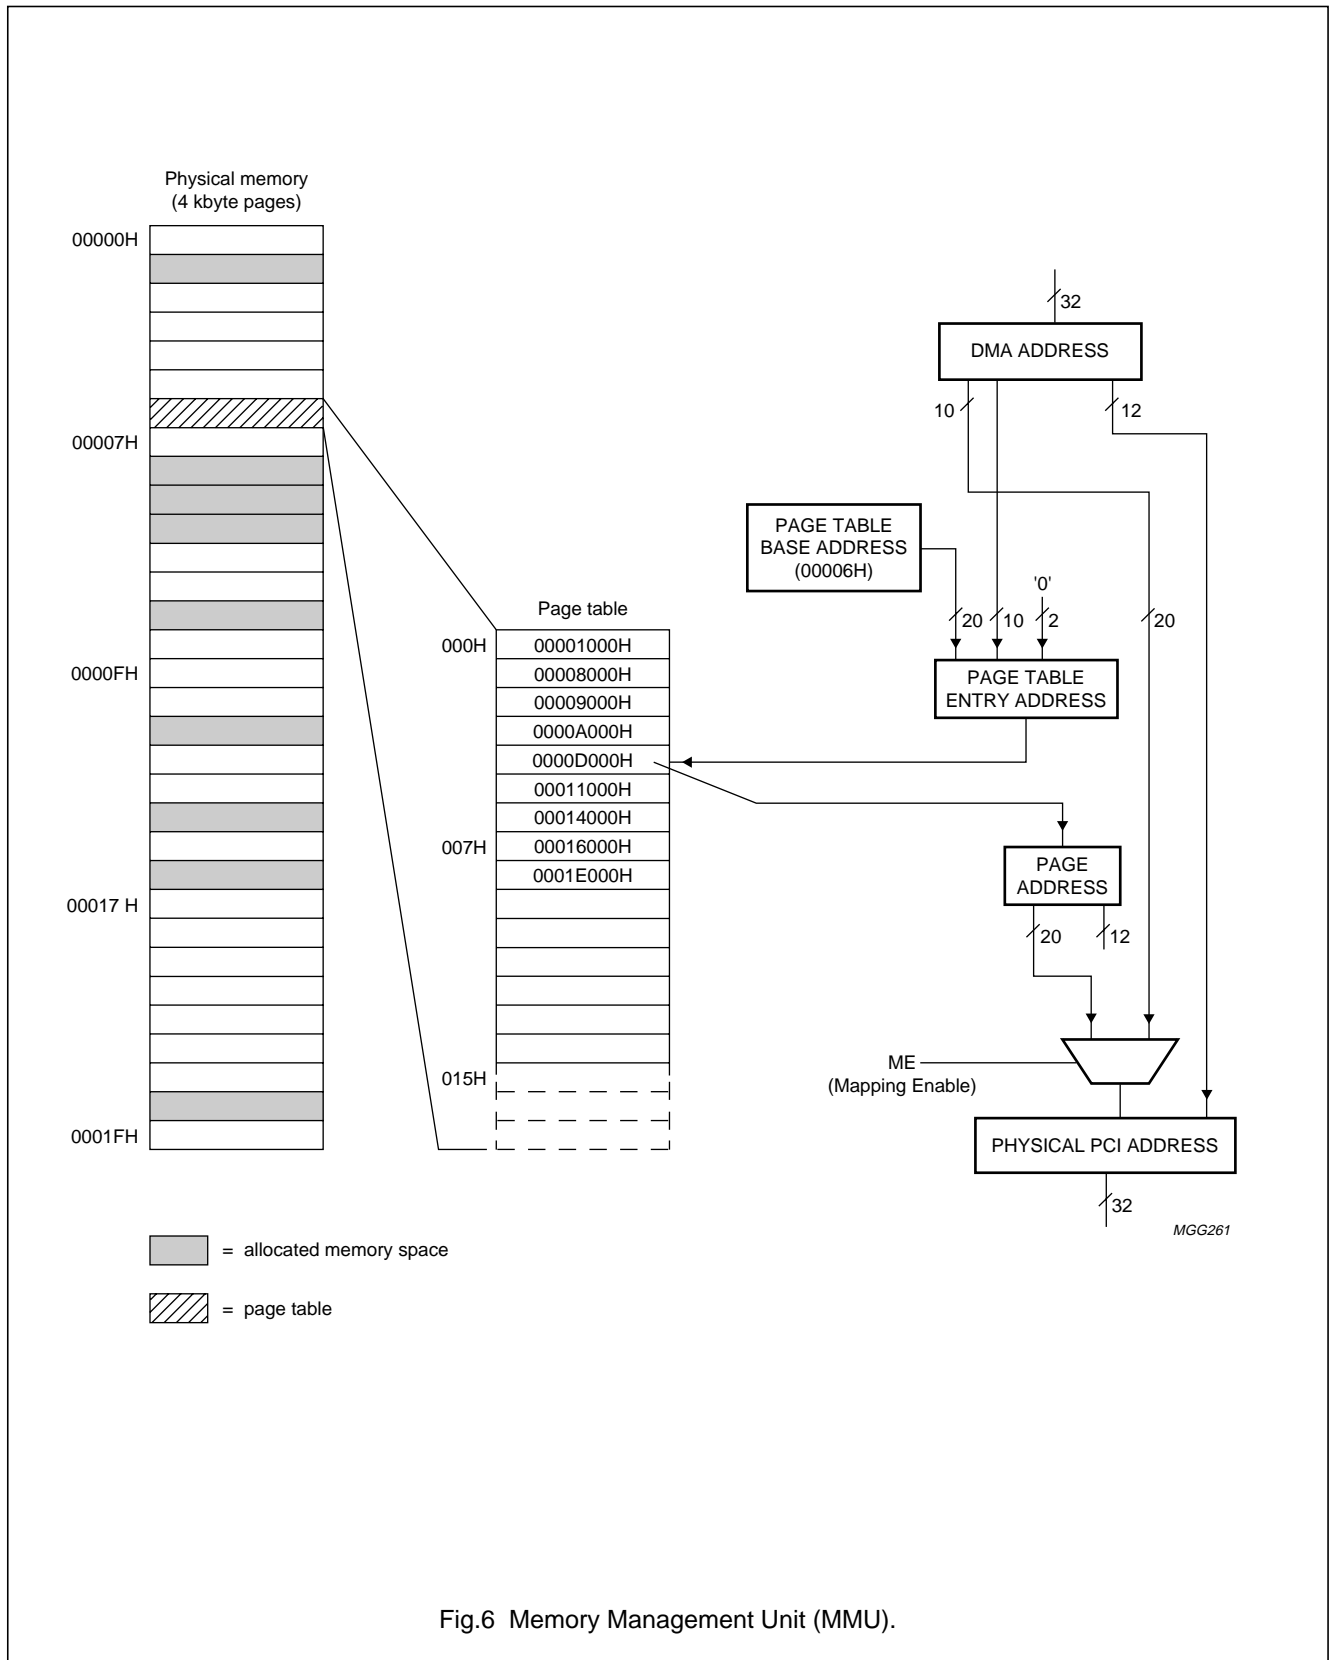 Physical memory
(4 kbyte pages)
00000H
00007H
0000FH
00017 H
0001FH
Page table
000H
00001000H
00008000H
00009000H
0000A000H
0000D000H
00011000H
00014000H
007H
00016000H
0001E000H
015H
32
DMA ADDRESS
10
12
PAGE TABLE
BASE ADDRESS
(00006H)
'0'
20
10
2
20
PAGE TABLE
ENTRY ADDRESS
PAGE
ADDRESS
20
12
ME
(Mapping Enable)
PHYSICAL PCI ADDRESS
32
MGG261
= allocated memory space
= page table
Fig.6 Memory Management Unit (MMU).